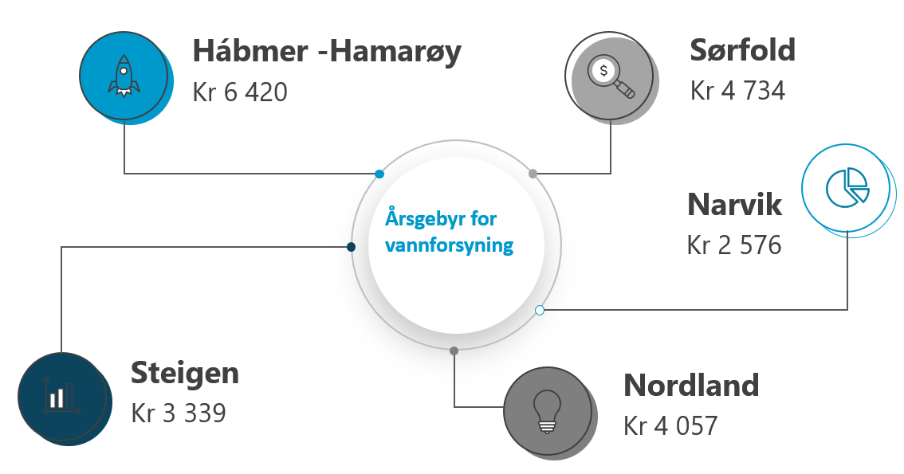 Hábmer -Hamarøy
Kr 6 420
Sørfold
$
Kr 4 734
Årsgebyr for
vannforsyning
Narvik
Kr 2 576
Steigen
Kr 3 339
Nordland
Kr 4 057